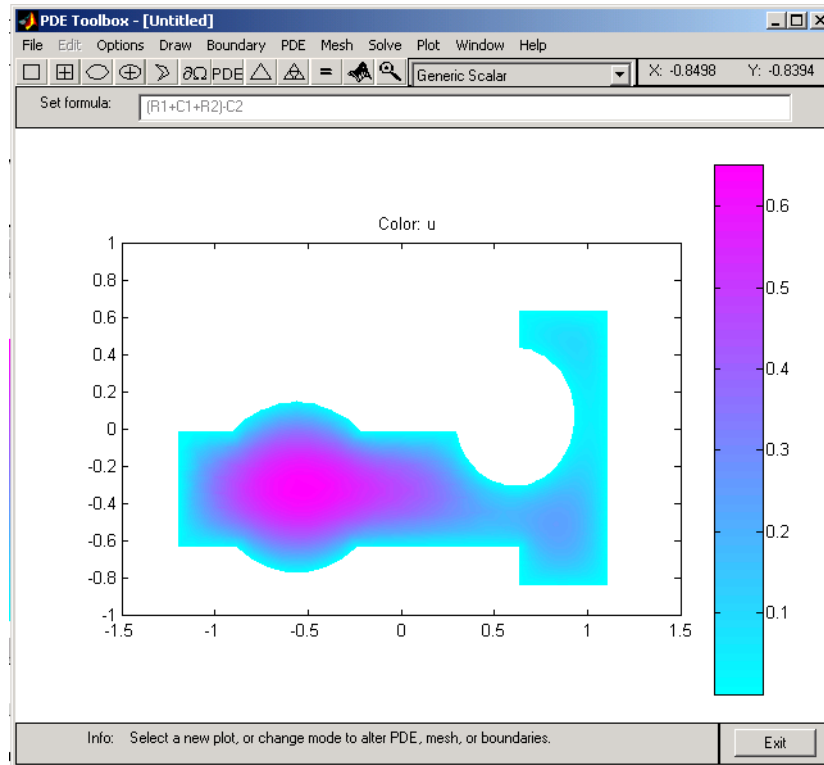 PDE Toolbox - [Untitled]
File Edit Options Draw Boundary PDE Mesh Solve Plot Window Help
∂Ω PDE = Generic Scalar X: -0.8498 Y: -0.8394
Set formula: (R1+C1+R2)-C2
Color: u
1
0.8
0.6
0.4
0.2
0
-0.2
-0.4
-0.6
-0.8
-1
-1.5 -1 -0.5 0 0.5 1 1.5
0.6
0.5
0.4
0.3
0.2
0.1
Info: Select a new plot, or change mode to alter PDE, mesh, or boundaries.
Exit